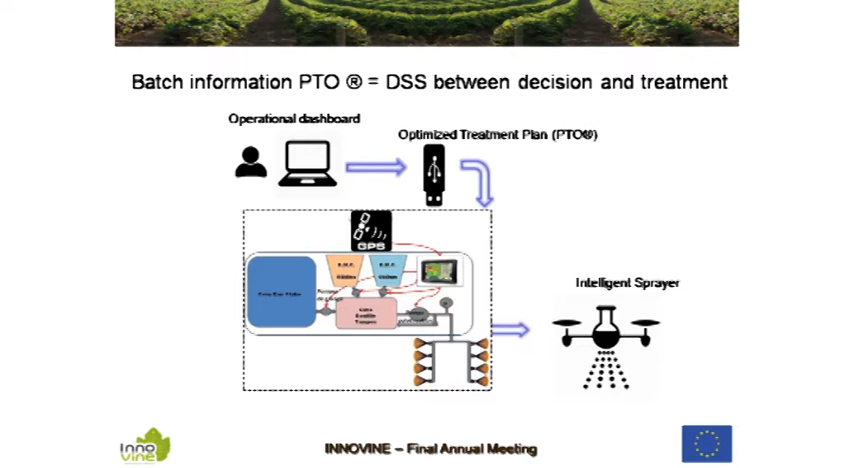 Batch information PTO ® = DSS between decision and treatment
Operational dashboard
Optimized Treatment Plan (PTO®)
GPS
Intelligent Sprayer
Inno
vine
INNOVINE – Final Annual Meeting